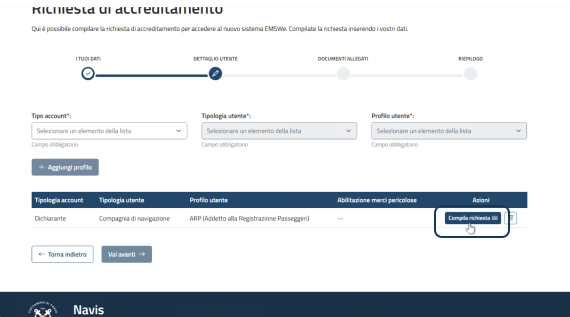 Richiesta di accreditamento
Qui è possibile compilare la richiesta di accreditamento per accedere al nuovo sistema EMSWe. Compilate la richiesta inserendo i vostri dati.
I TUOI DATI DETTAGLIO UTENTE DOCUMENTI ALLEGATI RIEPILOGO
Tipo account*: Tipologia utente*: Profilo utente*:
Selezionare un elemento della lista Selezionare un elemento della lista Selezionare un elemento della lista
Campo obbligatorio Campo obbligatorio Campo obbligatorio
+ Aggiungi profilo
Tipologia account Tipologia utente Profilo utente Abilitazione merci pericolose Azioni
Dichiarante Compagnia di navigazione ARP (Addetto alla Registrazione Passeggeri) -- Compila richiesta
← Torna indietro Vai avanti →
Navis